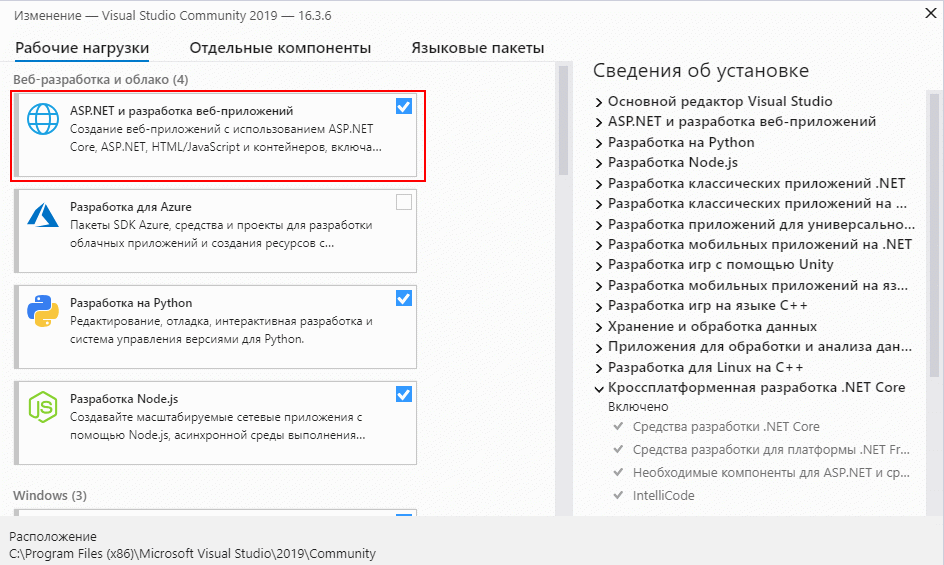 Изменение — Visual Studio Community 2019 — 16.3.6
Рабочие нагрузки
Отдельные компоненты
Языковые пакеты
Веб-разработка и облако (4)
ASP.NET и разработка веб-приложений
Создание веб-приложений с использованием ASP.NET
Core, ASP.NET, HTML/JavaScript и контейнеров, включа...
Разработка для Azure
Пакеты SDK Azure, средства и проекты для разработки
облачных приложений и создания ресурсов с...
Разработка на Python
Редактирование, отладка, интерактивная разработка и
система управления версиями для Python.
Разработка Node.js
Создавайте масштабируемые сетевые приложения с
помощью Node.js, асинхронной среды выполнения...
Windows (3)
Сведения об установке
Основной редактор Visual Studio
ASP.NET и разработка веб-приложений
Разработка на Python
Разработка Node.js
Разработка классических приложений .NET
Разработка классических приложений на ...
Разработка приложений для универсально...
Разработка мобильных приложений на .NET
Разработка игр с помощью Unity
Разработка мобильных приложений на яз...
Разработка игр на языке C++
Хранение и обработка данных
Приложения для обработки и анализа дан...
Разработка для Linux на C++
Кроссплатформенная разработка .NET Core
Включено
Средства разработки .NET Core
Средства разработки для платформы .NET Fr...
Необходимые компоненты для ASP.NET и ср...
IntelliCode
Расположение
C:\Program Files (x86)\Microsoft Visual Studio\2019\Community